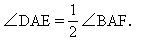 ∠DAE = 1/2 ∠BAF.